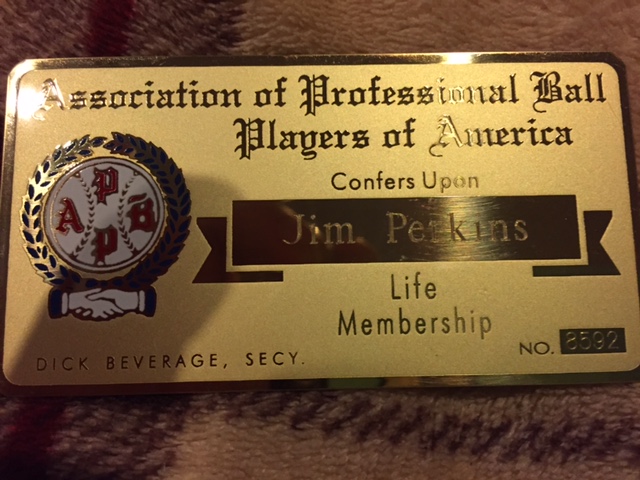 Association of Professional Ball
Players of America
Confers Upon
Jim Perkins
Life
Membership
P
A B
P
DICK BEVERAGE, SECY.
NO. 8592